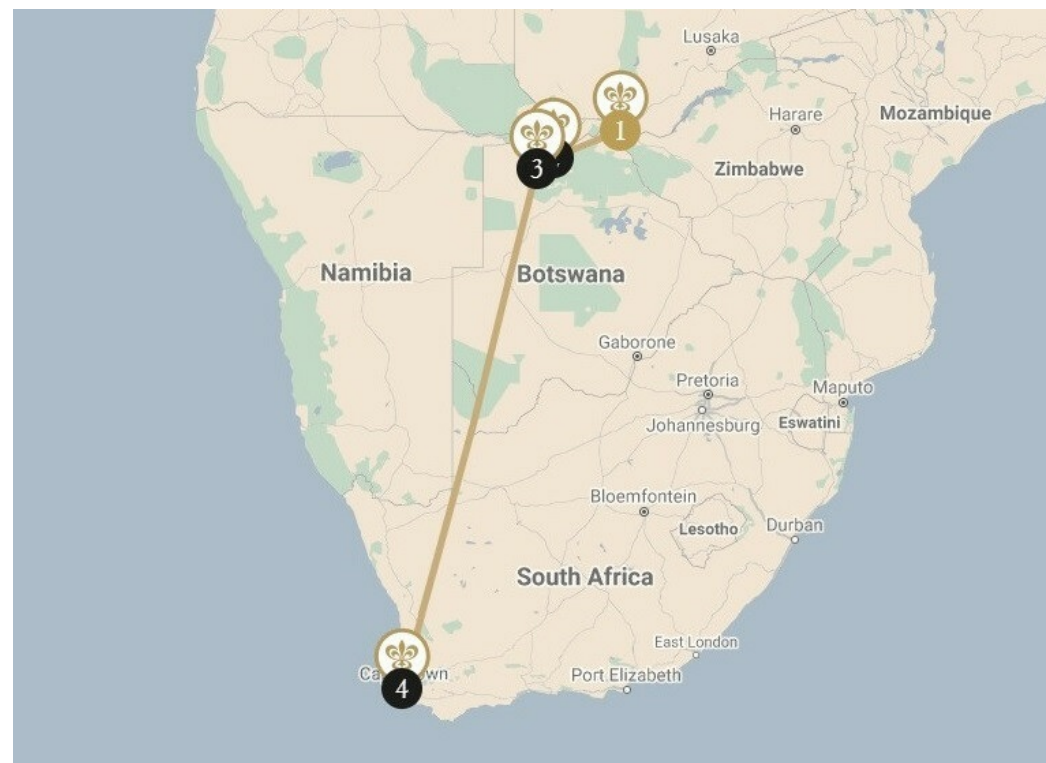 Lusaka
Harare
Mozambique
1
Zimbabwe
3
Namibia
Botswana
Gaborone
Pretoria
Maputo
Johannesburg
Eswatini
Bloemfontein
Lesotho
Durban
South Africa
East London
Port Elizabeth
4